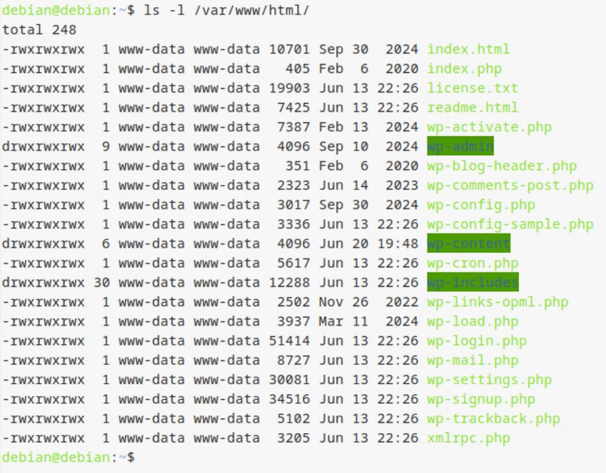 debian@debian:~$ ls -l /var/www/html/
total 248
-rwxrwxrwx  1 www-data www-data 10701 Sep 30  2024 index.html
-rwxrwxrwx  1 www-data www-data   405 Feb  6  2020 index.php
-rwxrwxrwx  1 www-data www-data 19903 Jun 13 22:26 license.txt
-rwxrwxrwx  1 www-data www-data  7425 Jun 13 22:26 readme.html
-rwxrwxrwx  1 www-data www-data  7387 Feb 13  2024 wp-activate.php
drwxrwxrwx  9 www-data www-data  4096 Sep 10  2024 wp-admin
-rwxrwxrwx  1 www-data www-data   351 Feb  6  2020 wp-blog-header.php
-rwxrwxrwx  1 www-data www-data  2323 Jun 14  2023 wp-comments-post.php
-rwxrwxrwx  1 www-data www-data  3017 Sep 30  2024 wp-config.php
-rwxrwxrwx  1 www-data www-data  3336 Jun 13 22:26 wp-config-sample.php
drwxrwxrwx  6 www-data www-data  4096 Jun 20 19:48 wp-content
-rwxrwxrwx  1 www-data www-data  5617 Jun 13 22:26 wp-cron.php
drwxrwxrwx 30 www-data www-data 12288 Jun 13 22:26 wp-includes
-rwxrwxrwx  1 www-data www-data  2502 Nov 26  2022 wp-links-opml.php
-rwxrwxrwx  1 www-data www-data  3937 Mar 11  2024 wp-load.php
-rwxrwxrwx  1 www-data www-data 51414 Jun 13 22:26 wp-login.php
-rwxrwxrwx  1 www-data www-data  8727 Jun 13 22:26 wp-mail.php
-rwxrwxrwx  1 www-data www-data 30081 Jun 13 22:26 wp-settings.php
-rwxrwxrwx  1 www-data www-data 34516 Jun 13 22:26 wp-signup.php
-rwxrwxrwx  1 www-data www-data  5102 Jun 13 22:26 wp-trackback.php
-rwxrwxrwx  1 www-data www-data  3205 Jun 13 22:26 xmlrpc.php
debian@debian:~$